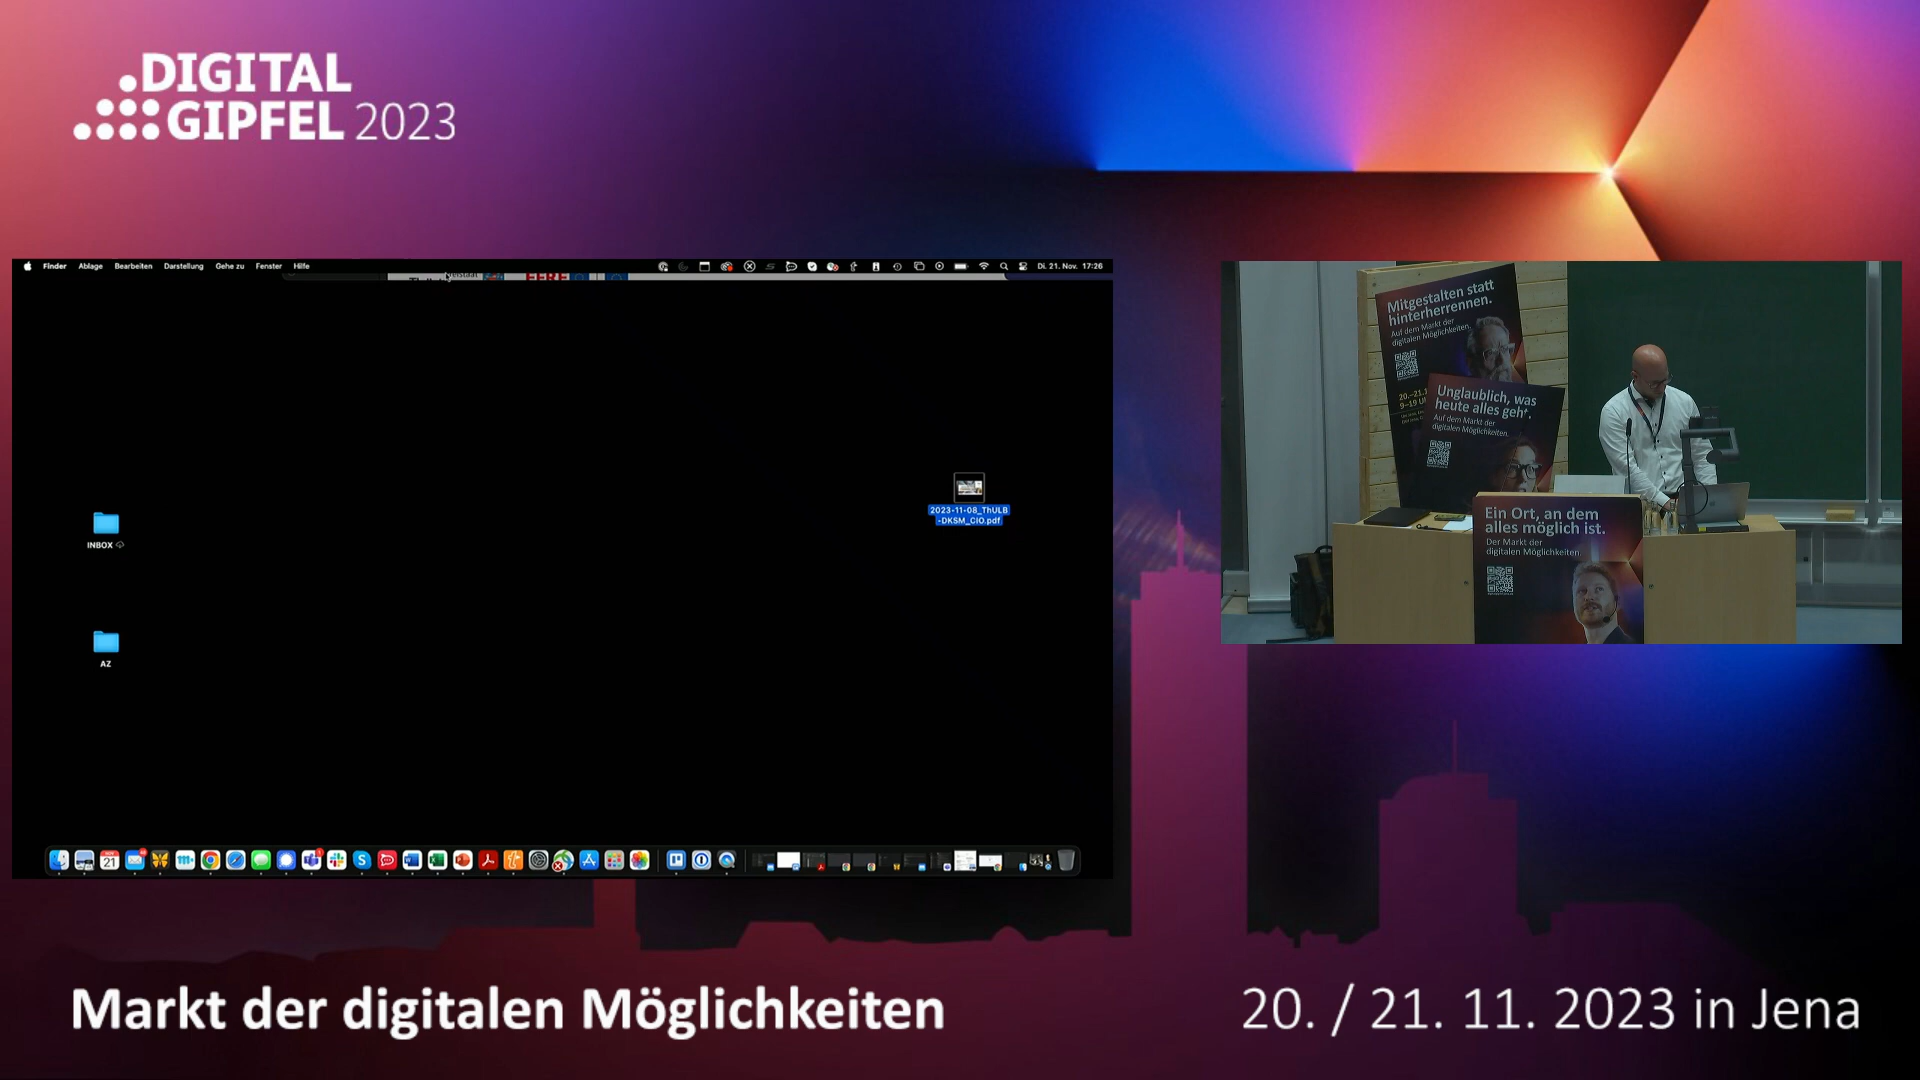 DIGITAL
GIPFEL 2023
Finder Ablage Bearbeiten Darstellung Gehe zu Fenster Hilfe
Di. 21. Nov. 17:26
2023-11-08_ThULB
-DKSM_CIO.pdf
INBOX
AZ
21
Mitgestalten statt
hinterherrennen.
Auf dem Markt der
digitalen Möglichkeiten.
20.–21.
Unglaublich, was
heute alles geht.
Auf dem Markt der
digitalen Möglichkeiten.
Ein Ort, an dem
alles möglich ist.
Der Markt der
digitalen Möglichkeiten.
Markt der digitalen Möglichkeiten
20. / 21. 11. 2023 in Jena